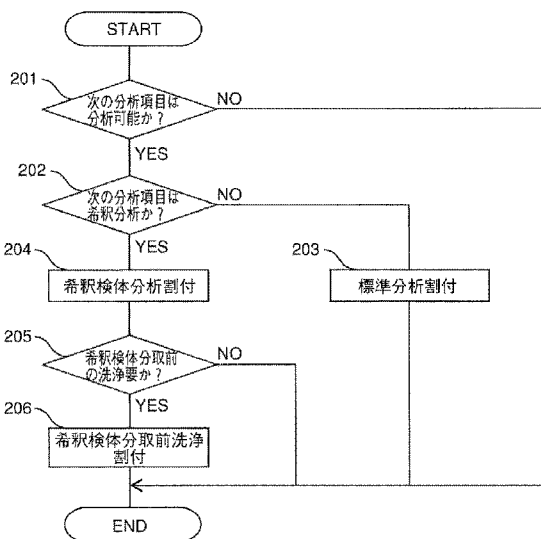 START
201
次の分析項目は
分析可能か？
NO
YES
202
次の分析項目は
希釈分析か？
NO
YES
203
標準分析割付
204
希釈検体分析割付
205
希釈検体分取前
の洗浄要か？
NO
YES
206
希釈検体分取前洗浄
割付
END